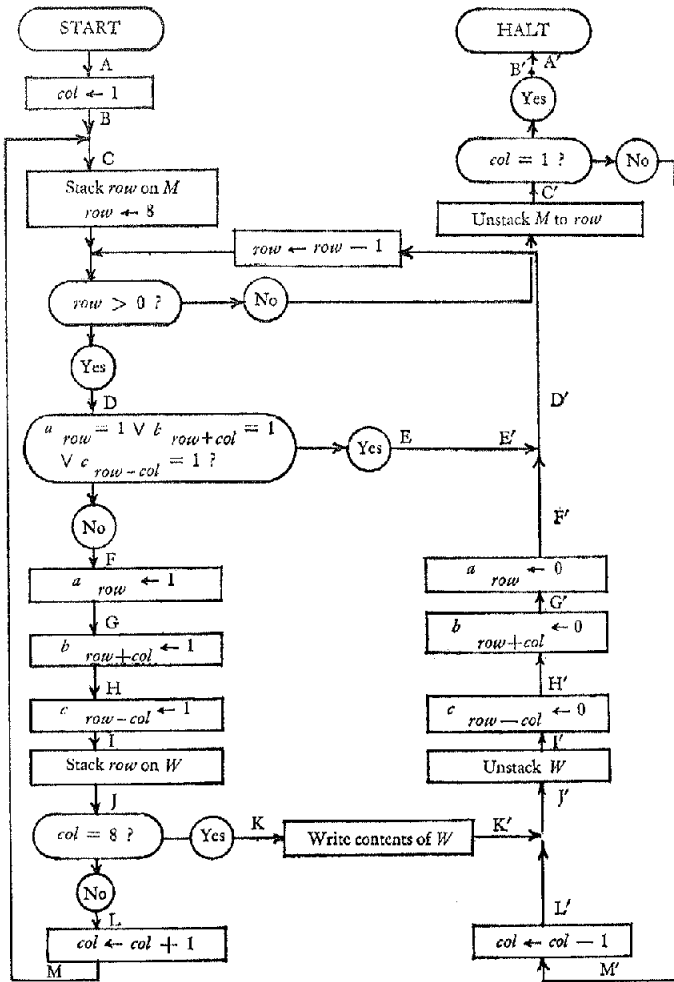 START
A
col ← 1
B
C
Stack row on M
row ← 8
row ← row − 1
row > 0 ?
No
Yes
D
a row = 1 ∨ b row+col = 1
∨ c row−col = 1 ?
Yes
E
E′
No
F
a row ← 1
G
b row+col ← 1
H
c row−col ← 1
I
Stack row on W
J
col = 8 ?
Yes
K
Write contents of W
K′
No
L
col ← col + 1
M
HALT
B′
A′
Yes
col = 1 ?
No
C′
Unstack M to row
D′
F′
a row ← 0
G′
b row+col ← 0
H′
c row−col ← 0
I′
Unstack W
J′
L′
col ← col − 1
M′